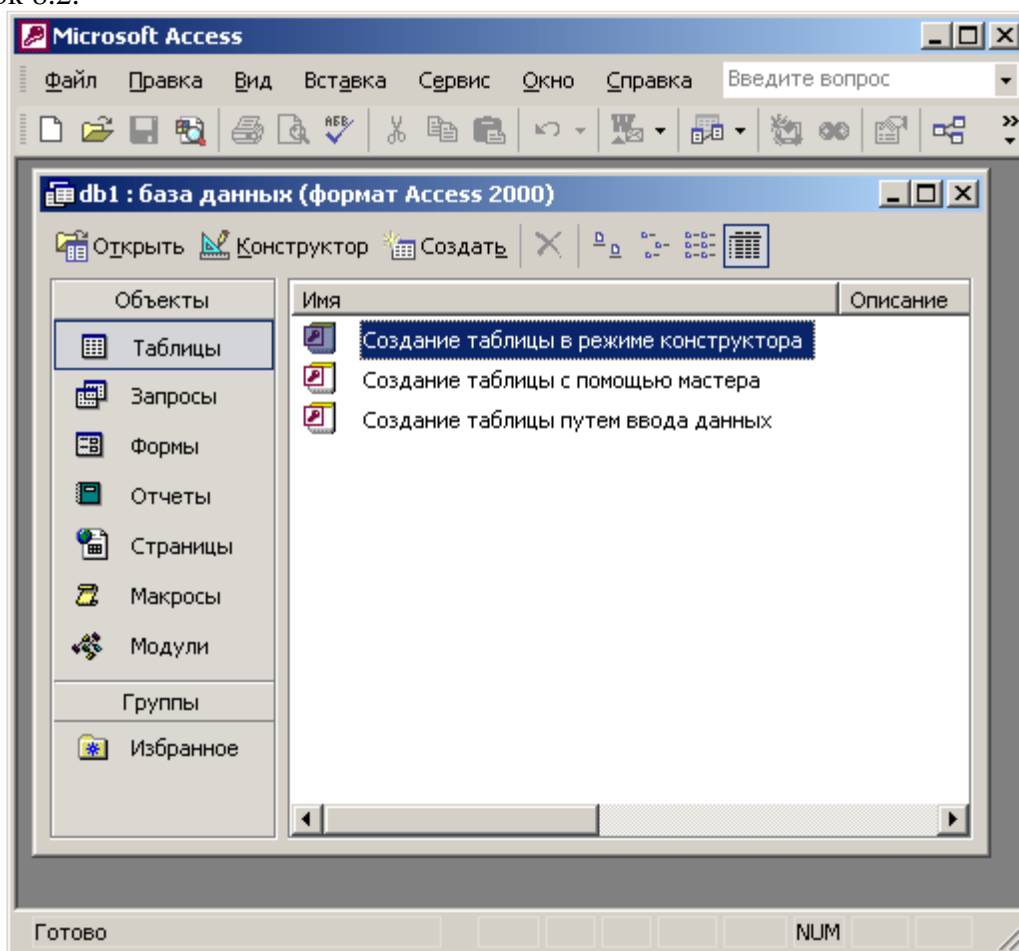 Microsoft Access
Файл Правка Вид Вставка Сервис Окно Справка Введите вопрос
db1 : база данных (формат Access 2000)
Открыть Конструктор Создать
Объекты
Таблицы
Запросы
Формы
Отчеты
Страницы
Макросы
Модули
Группы
Избранное
Имя Описание
Создание таблицы в режиме конструктора
Создание таблицы с помощью мастера
Создание таблицы путем ввода данных
Готово NUM